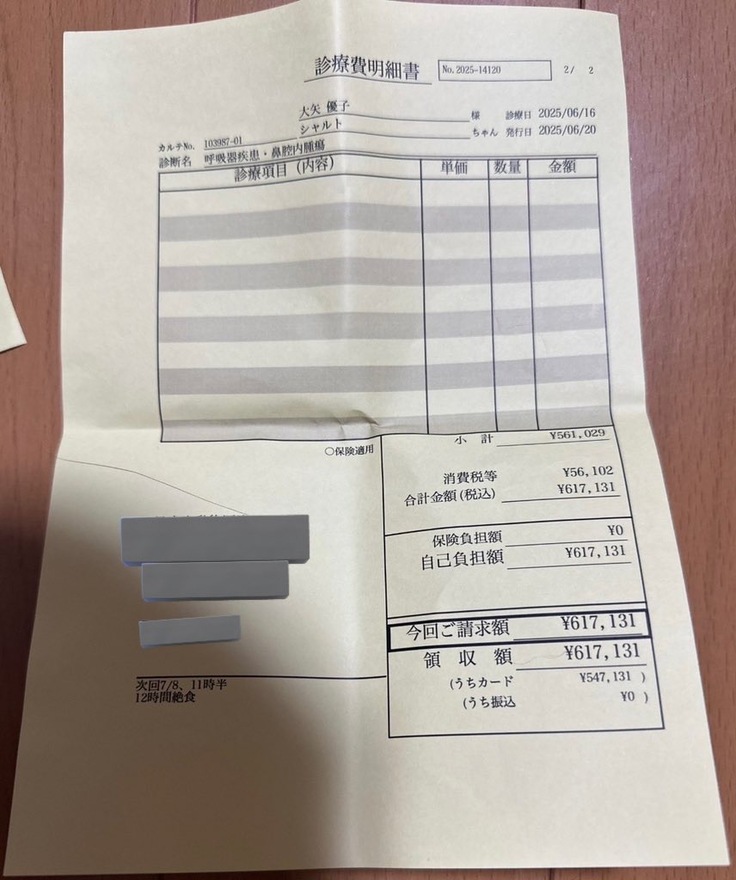 診療費明細書
No.2025-14120
2/ 2
大矢 優子 様 診療日 2025/06/16
シャルト ちゃん 発行日 2025/06/20
カルテNo. 103987-01
診断名 呼吸器疾患・鼻腔内腫瘍
診療項目 (内容) 単価 数量 金額
小 計 ¥561,029
○保険適用
消費税等 ¥56,102
合計金額(税込) ¥617,131
保険負担額 ¥0
自己負担額 ¥617,131
今回ご請求額 ¥617,131
領 収 額 ¥617,131
(うちカード ¥547,131 )
(うち振込 ¥0 )
次回7/8、11時半
12時間絶食